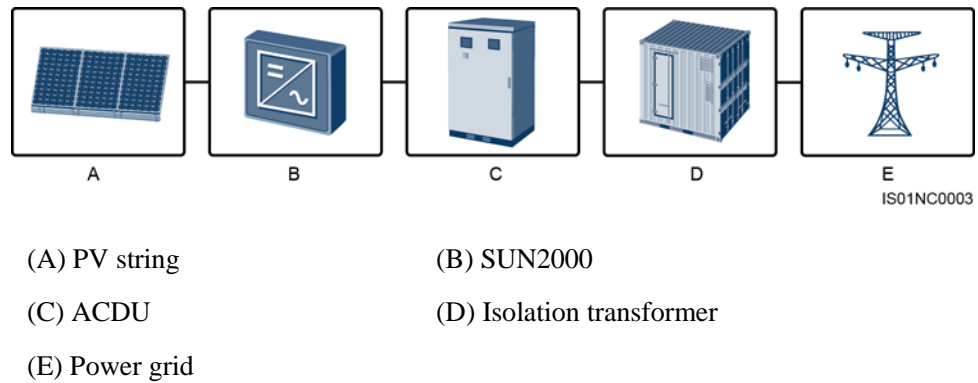 A B C D E
IS01NC0003
(A) PV string (B) SUN2000
(C) ACDU (D) Isolation transformer
(E) Power grid